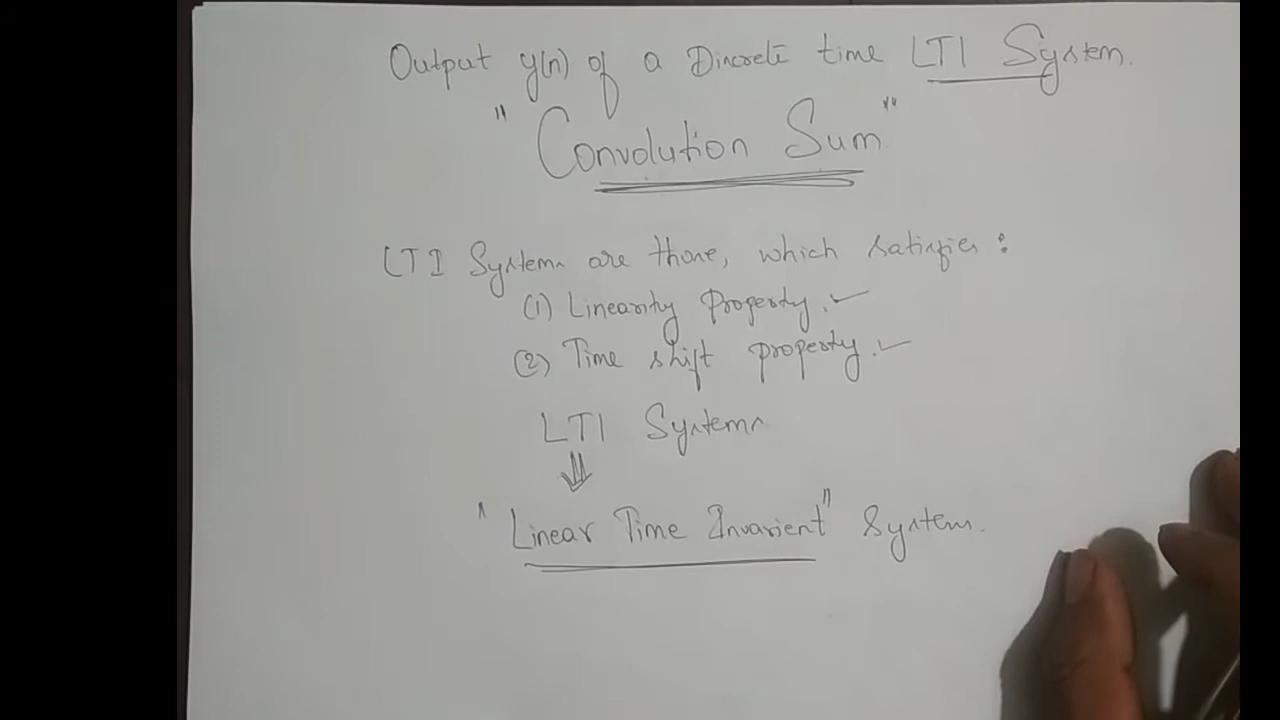 Output y(n) of a Discrete time LTI System.
"Convolution Sum"
LTI Systems are those, which satisfies :
(1) Linearity Property. ✓
(2) Time shift property. ✓
LTI Systems
⇓
"Linear Time Invarient" System.